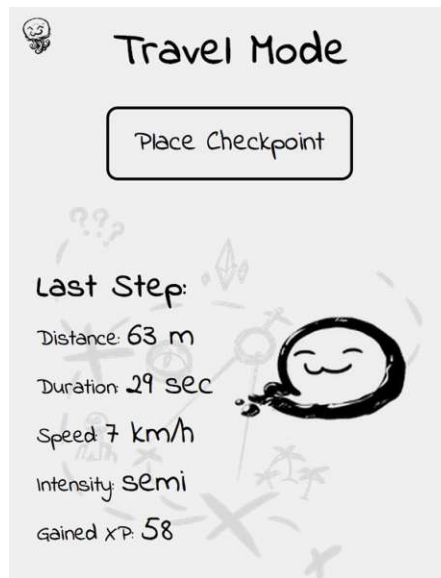 Travel Mode
Place Checkpoint
???
Last Step:
Distance: 63 m
Duration: 29 sec
Speed: 7 km/h
Intensity: semi
Gained XP: 58